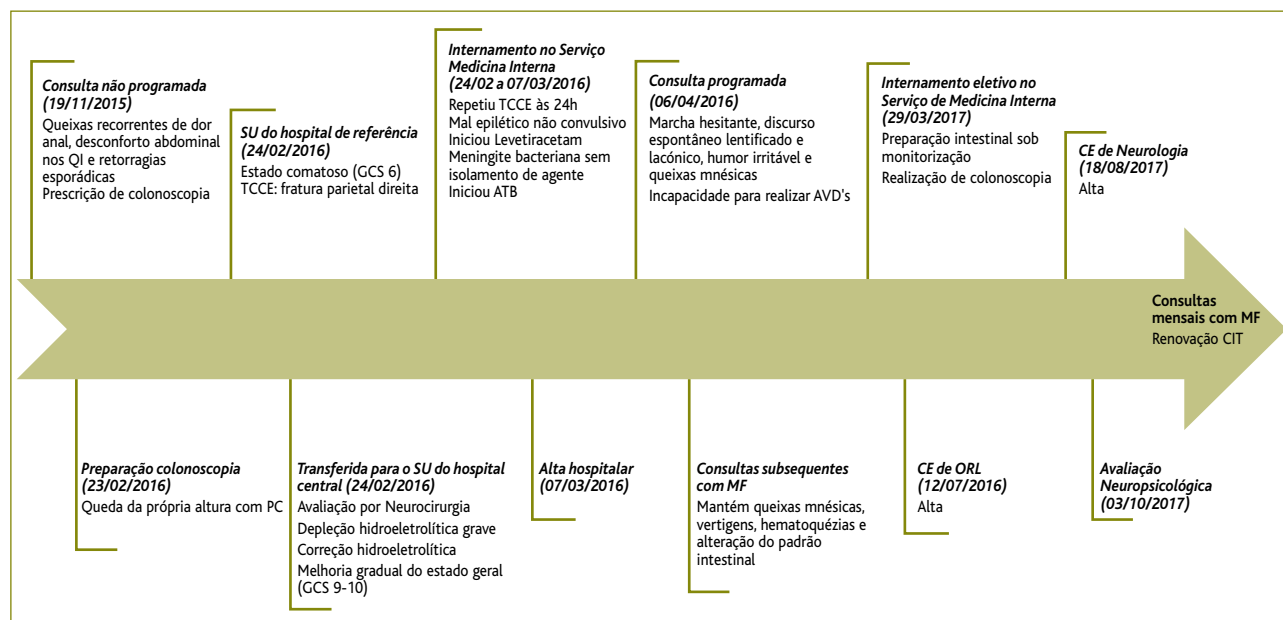 Consulta não programada
(19/11/2015)
Queixas recorrentes de dor
anal, desconforto abdominal
nos QI e retorragias
esporádicas
Prescrição de colonoscopia
SU do hospital de referência
(24/02/2016)
Estado comatoso (GCS 6)
TCCE: fratura parietal direita
Internamento no Serviço
Medicina Interna
(24/02 a 07/03/2016)
Repetiu TCCE às 24h
Mal epilético não convulsivo
Iniciou Levetiracetam
Meningite bacteriana sem
isolamento de agente
Iniciou ATB
Consulta programada
(06/04/2016)
Marcha hesitante, discurso
espontâneo lentificado e
lacónico, humor irritável e
queixas mnésicas
Incapacidade para realizar AVD's
Internamento eletivo no
Serviço de Medicina Interna
(29/03/2017)
Preparação intestinal sob
monitorização
Realização de colonoscopia
CE de Neurologia
(18/08/2017)
Alta
Consultas
mensais com MF
Renovação CIT
Preparação colonoscopia
(23/02/2016)
Queda da própria altura com PC
Transferida para o SU do hospital
central (24/02/2016)
Avaliação por Neurocirurgia
Depleção hidroeletrolítica grave
Correção hidroeletrolítica
Melhoria gradual do estado geral
(GCS 9-10)
Alta hospitalar
(07/03/2016)
Consultas subsequentes
com MF
Mantém queixas mnésicas,
vertigens, hematoquézias e
alteração do padrão
intestinal
CE de ORL
(12/07/2016)
Alta
Avaliação
Neuropsicológica
(03/10/2017)